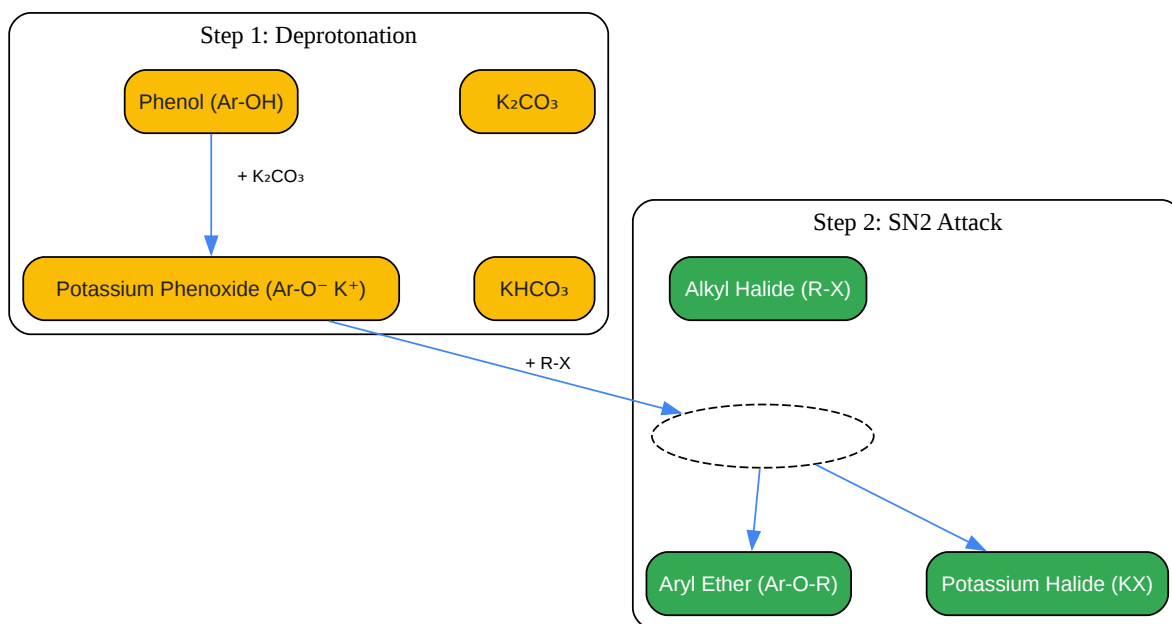 Step 1: Deprotonation
Phenol (Ar-OH)
K₂CO₃
+ K₂CO₃
Potassium Phenoxide (Ar-O⁻ K⁺)
KHCO₃
+ R-X
Step 2: SN2 Attack
Alkyl Halide (R-X)
Aryl Ether (Ar-O-R)
Potassium Halide (KX)